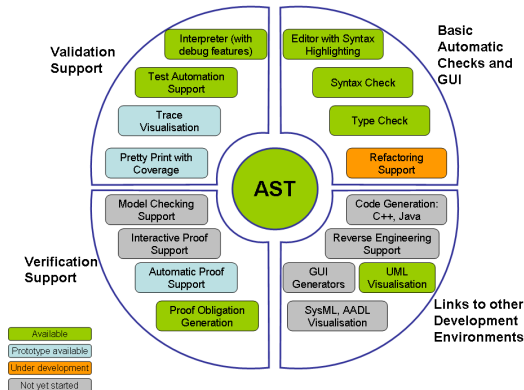 Validation
Support
Interpreter (with
debug features)
Test Automation
Support
Trace
Visualisation
Pretty Print with
Coverage
Editor with Syntax
Highlighting
Syntax Check
Type Check
Refactoring
Support
Basic
Automatic
Checks and
GUI
AST
Verification
Support
Model Checking
Support
Interactive Proof
Support
Automatic Proof
Support
Proof Obligation
Generation
Code Generation:
C++, Java
Reverse Engineering
Support
GUI
Generators
UML
Visualisation
SysML, AADL
Visualisation
Links to other
Development
Environments
Available
Prototype available
Under development
Not yet started